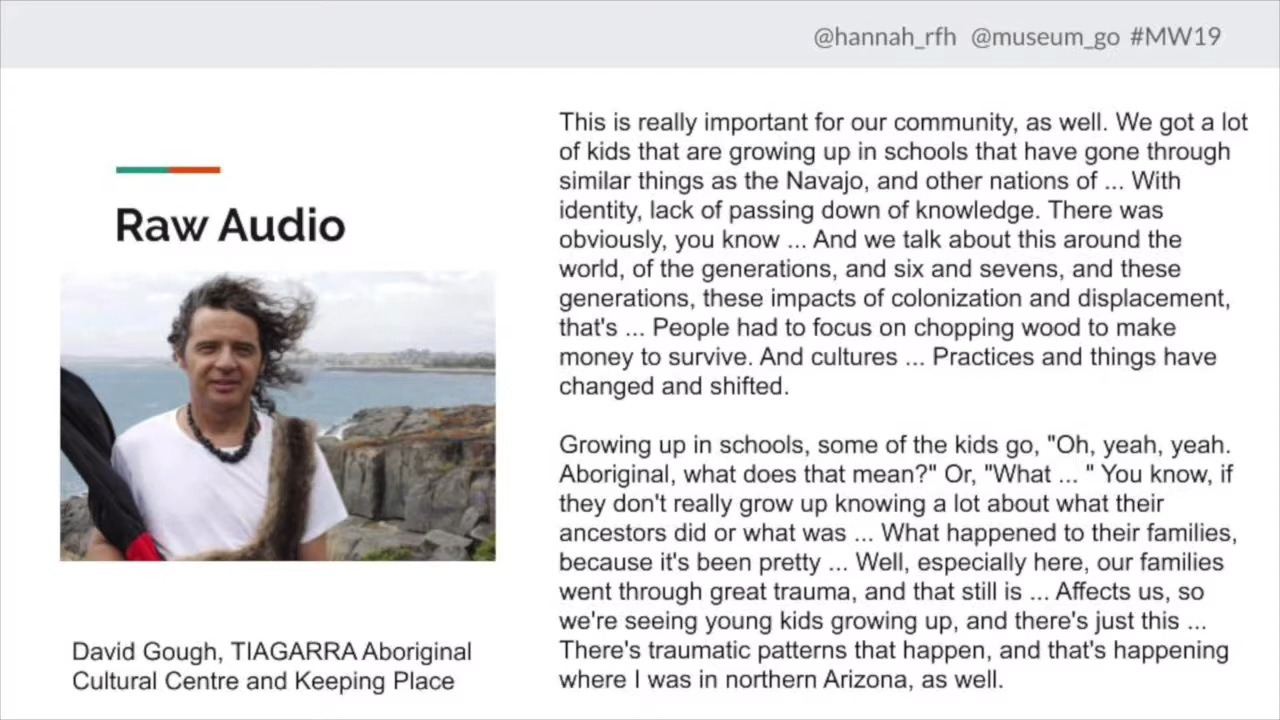 @hannah_rfh @museum_go #MW19
Raw Audio
David Gough, TIAGARRA Aboriginal
Cultural Centre and Keeping Place
This is really important for our community, as well. We got a lot
of kids that are growing up in schools that have gone through
similar things as the Navajo, and other nations of ... With
identity, lack of passing down of knowledge. There was
obviously, you know ... And we talk about this around the
world, of the generations, and six and sevens, and these
generations, these impacts of colonization and displacement,
that's ... People had to focus on chopping wood to make
money to survive. And cultures ... Practices and things have
changed and shifted.
Growing up in schools, some of the kids go, "Oh, yeah, yeah.
Aboriginal, what does that mean?" Or, "What ... " You know, if
they don't really grow up knowing a lot about what their
ancestors did or what was ... What happened to their families,
because it's been pretty ... Well, especially here, our families
went through great trauma, and that still is ... Affects us, so
we're seeing young kids growing up, and there's just this ...
There's traumatic patterns that happen, and that's happening
where I was in northern Arizona, as well.